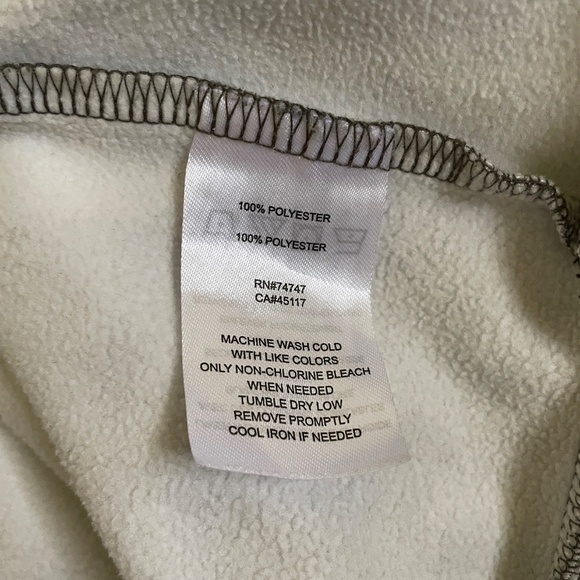 100% POLYESTER
100% POLYESTER
RN#74747
CA#45117
MACHINE WASH COLD
WITH LIKE COLORS
ONLY NON-CHLORINE BLEACH
WHEN NEEDED
TUMBLE DRY LOW
REMOVE PROMPTLY
COOL IRON IF NEEDED